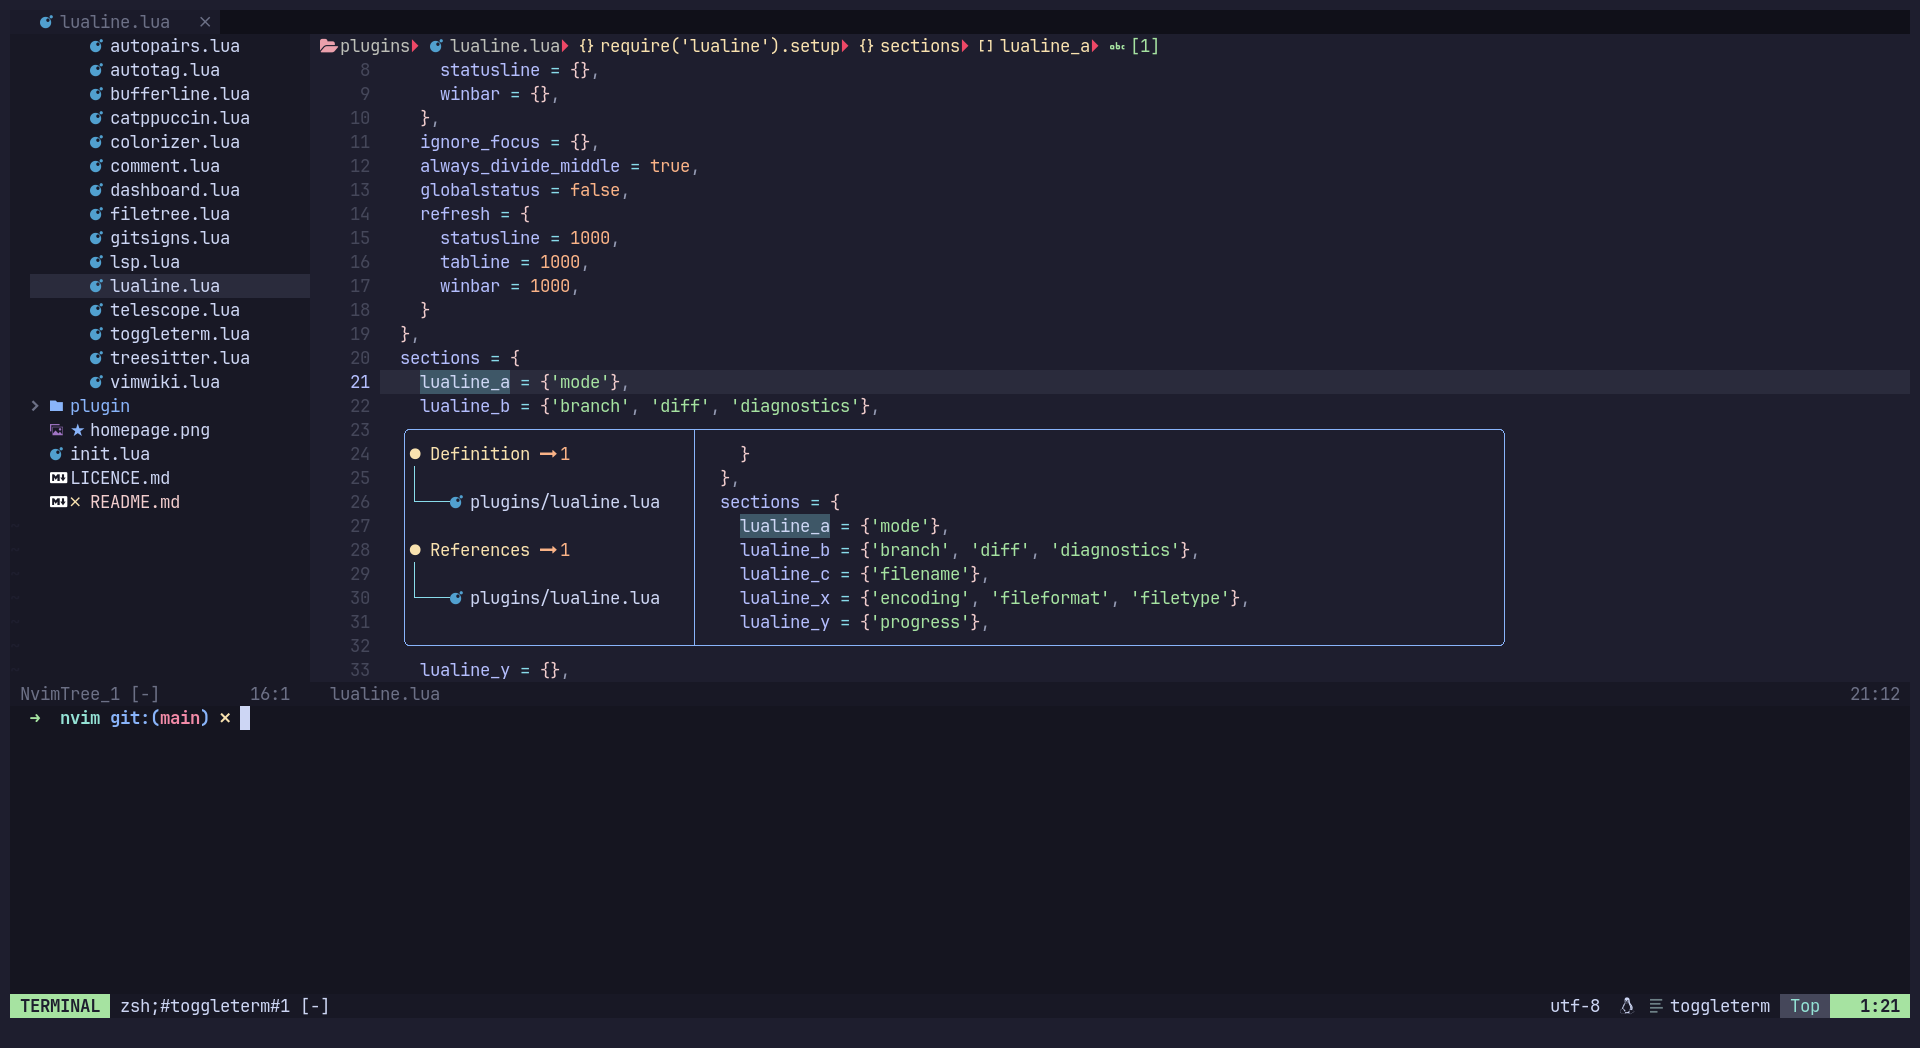 lualine.lua ×
autopairs.lua
autotag.lua
bufferline.lua
catppuccin.lua
colorizer.lua
comment.lua
dashboard.lua
filetree.lua
gitsigns.lua
lsp.lua
lualine.lua
telescope.lua
toggleterm.lua
treesitter.lua
vimwiki.lua
plugin
★ homepage.png
init.lua
LICENCE.md
× README.md
NvimTree_1 [-] 16:1
plugins lualine.lua {} require('lualine').setup {} sections [] lualine_a abc [1]
8 statusline = {},
9 winbar = {},
10 },
11 ignore_focus = {},
12 always_divide_middle = true,
13 globalstatus = false,
14 refresh = {
15 statusline = 1000,
16 tabline = 1000,
17 winbar = 1000,
18 }
19 },
20 sections = {
21 lualine_a = {'mode'},
22 lualine_b = {'branch', 'diff', 'diagnostics'},
23
24
25
26
27
28
29
30
31
32
33 lualine_y = {},
Definition → 1
plugins/lualine.lua
References → 1
plugins/lualine.lua
}
},
sections = {
lualine_a = {'mode'},
lualine_b = {'branch', 'diff', 'diagnostics'},
lualine_c = {'filename'},
lualine_x = {'encoding', 'fileformat', 'filetype'},
lualine_y = {'progress'},
lualine.lua 21:12
→ nvim git:(main) ×
TERMINAL zsh;#toggleterm#1 [-] utf-8 toggleterm Top 1:21